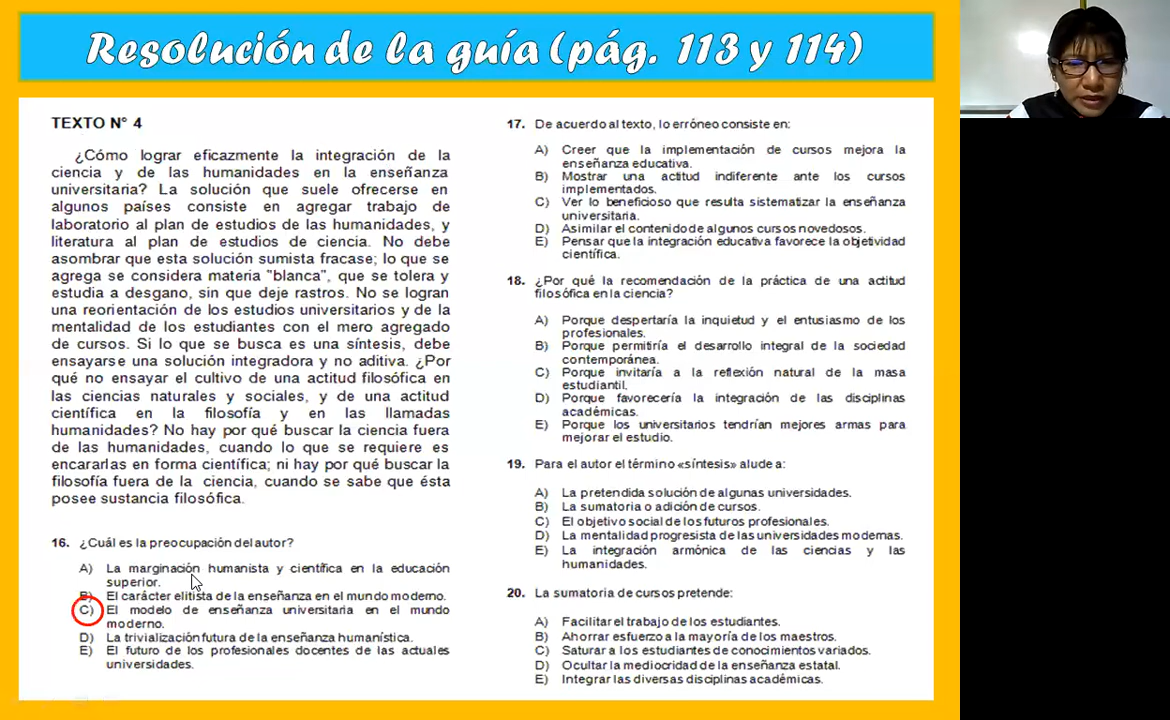 Resolución de la guía (pág. 113 y 114)
TEXTO N° 4
¿Cómo lograr eficazmente la integración de la
ciencia y de las humanidades en la enseñanza
universitaria? La solución que suele ofrecerse en
algunos países consiste en agregar trabajo de
laboratorio al plan de estudios de las humanidades, y
literatura al plan de estudios de ciencia. No debe
asombrar que esta solución sumista fracase; lo que se
agrega se considera materia "blanca", que se tolera y
estudia a desgano, sin que deje rastros. No se logran
una reorientación de los estudios universitarios y de la
mentalidad de los estudiantes con el mero agregado
de cursos. Si lo que se busca es una síntesis, debe
ensayarse una solución integradora y no aditiva. ¿Por
qué no ensayar el cultivo de una actitud filosófica en
las ciencias naturales y sociales, y de una actitud
científica en la filosofía y en las llamadas
humanidades? No hay por qué buscar la ciencia fuera
de las humanidades, cuando lo que se requiere es
encararlas en forma científica; ni hay por qué buscar la
filosofía fuera de la ciencia, cuando se sabe que ésta
posee sustancia filosófica.
16. ¿Cuál es la preocupación del autor?
A) La marginación humanista y científica en la educación
superior.
B) El carácter elitista de la enseñanza en el mundo moderno.
C) El modelo de enseñanza universitaria en el mundo
moderno.
D) La trivialización futura de la enseñanza humanística.
E) El futuro de los profesionales docentes de las actuales
universidades.
17. De acuerdo al texto, lo erróneo consiste en:
A) Creer que la implementación de cursos mejora la
enseñanza educativa.
B) Mostrar una actitud indiferente ante los cursos
implementados.
C) Ver lo beneficioso que resulta sistematizar la enseñanza
universitaria.
D) Asimilar el contenido de algunos cursos novedosos.
E) Pensar que la integración educativa favorece la objetividad
científica.
18. ¿Por qué la recomendación de la práctica de una actitud
filosófica en la ciencia?
A) Porque despertaría la inquietud y el entusiasmo de los
profesionales.
B) Porque permitiría el desarrollo integral de la sociedad
contemporánea.
C) Porque invitaría a la reflexión natural de la masa
estudiantil.
D) Porque favorecería la integración de las disciplinas
académicas.
E) Porque los universitarios tendrían mejores armas para
mejorar el estudio.
19. Para el autor el término «síntesis» alude a:
A) La pretendida solución de algunas universidades.
B) La sumatoria o adición de cursos.
C) El objetivo social de los futuros profesionales.
D) La mentalidad progresista de las universidades modernas.
E) La integración armónica de las ciencias y las
humanidades.
20. La sumatoria de cursos pretende:
A) Facilitar el trabajo de los estudiantes.
B) Ahorrar esfuerzo a la mayoría de los maestros.
C) Saturar a los estudiantes de conocimientos variados.
D) Ocultar la mediocridad de la enseñanza estatal.
E) Integrar las diversas disciplinas académicas.